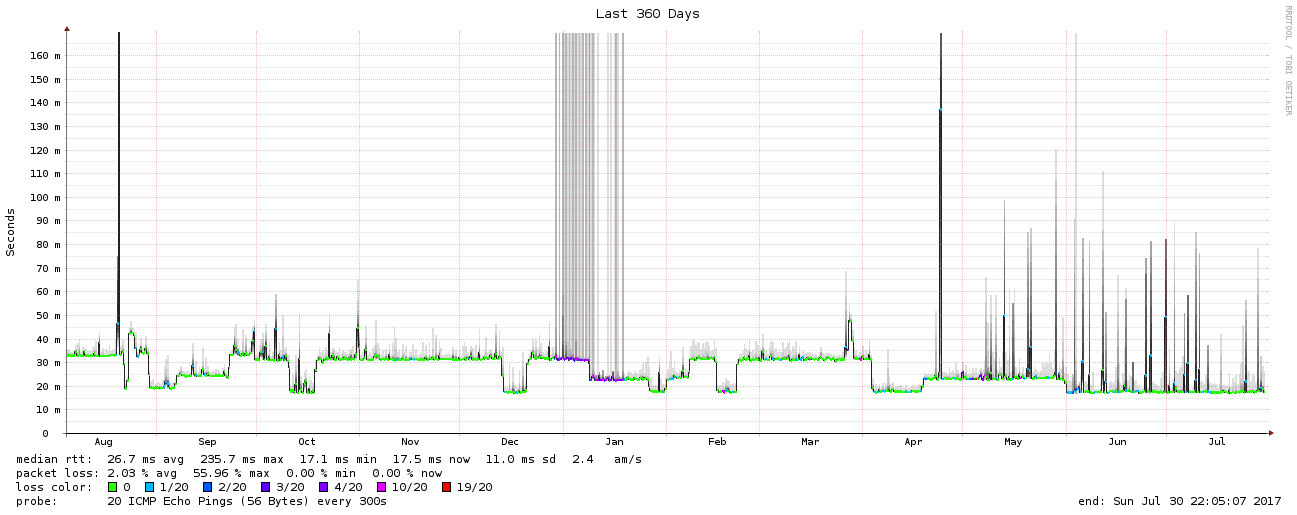 Last 360 Days
RRDTOOL / TOBI OETIKER
Seconds
160 m
150 m
140 m
130 m
120 m
110 m
100 m
90 m
80 m
70 m
60 m
50 m
40 m
30 m
20 m
10 m
0
Aug Sep Oct Nov Dec Jan Feb Mar Apr May Jun Jul
median rtt: 26.7 ms avg 235.7 ms max 17.1 ms min 17.5 ms now 11.0 ms sd 2.4 am/s
packet loss: 2.03 % avg 55.96 % max 0.00 % min 0.00 % now
loss color: 0 1/20 2/20 3/20 4/20 10/20 19/20
probe: 20 ICMP Echo Pings (56 Bytes) every 300s end: Sun Jul 30 22:05:07 2017